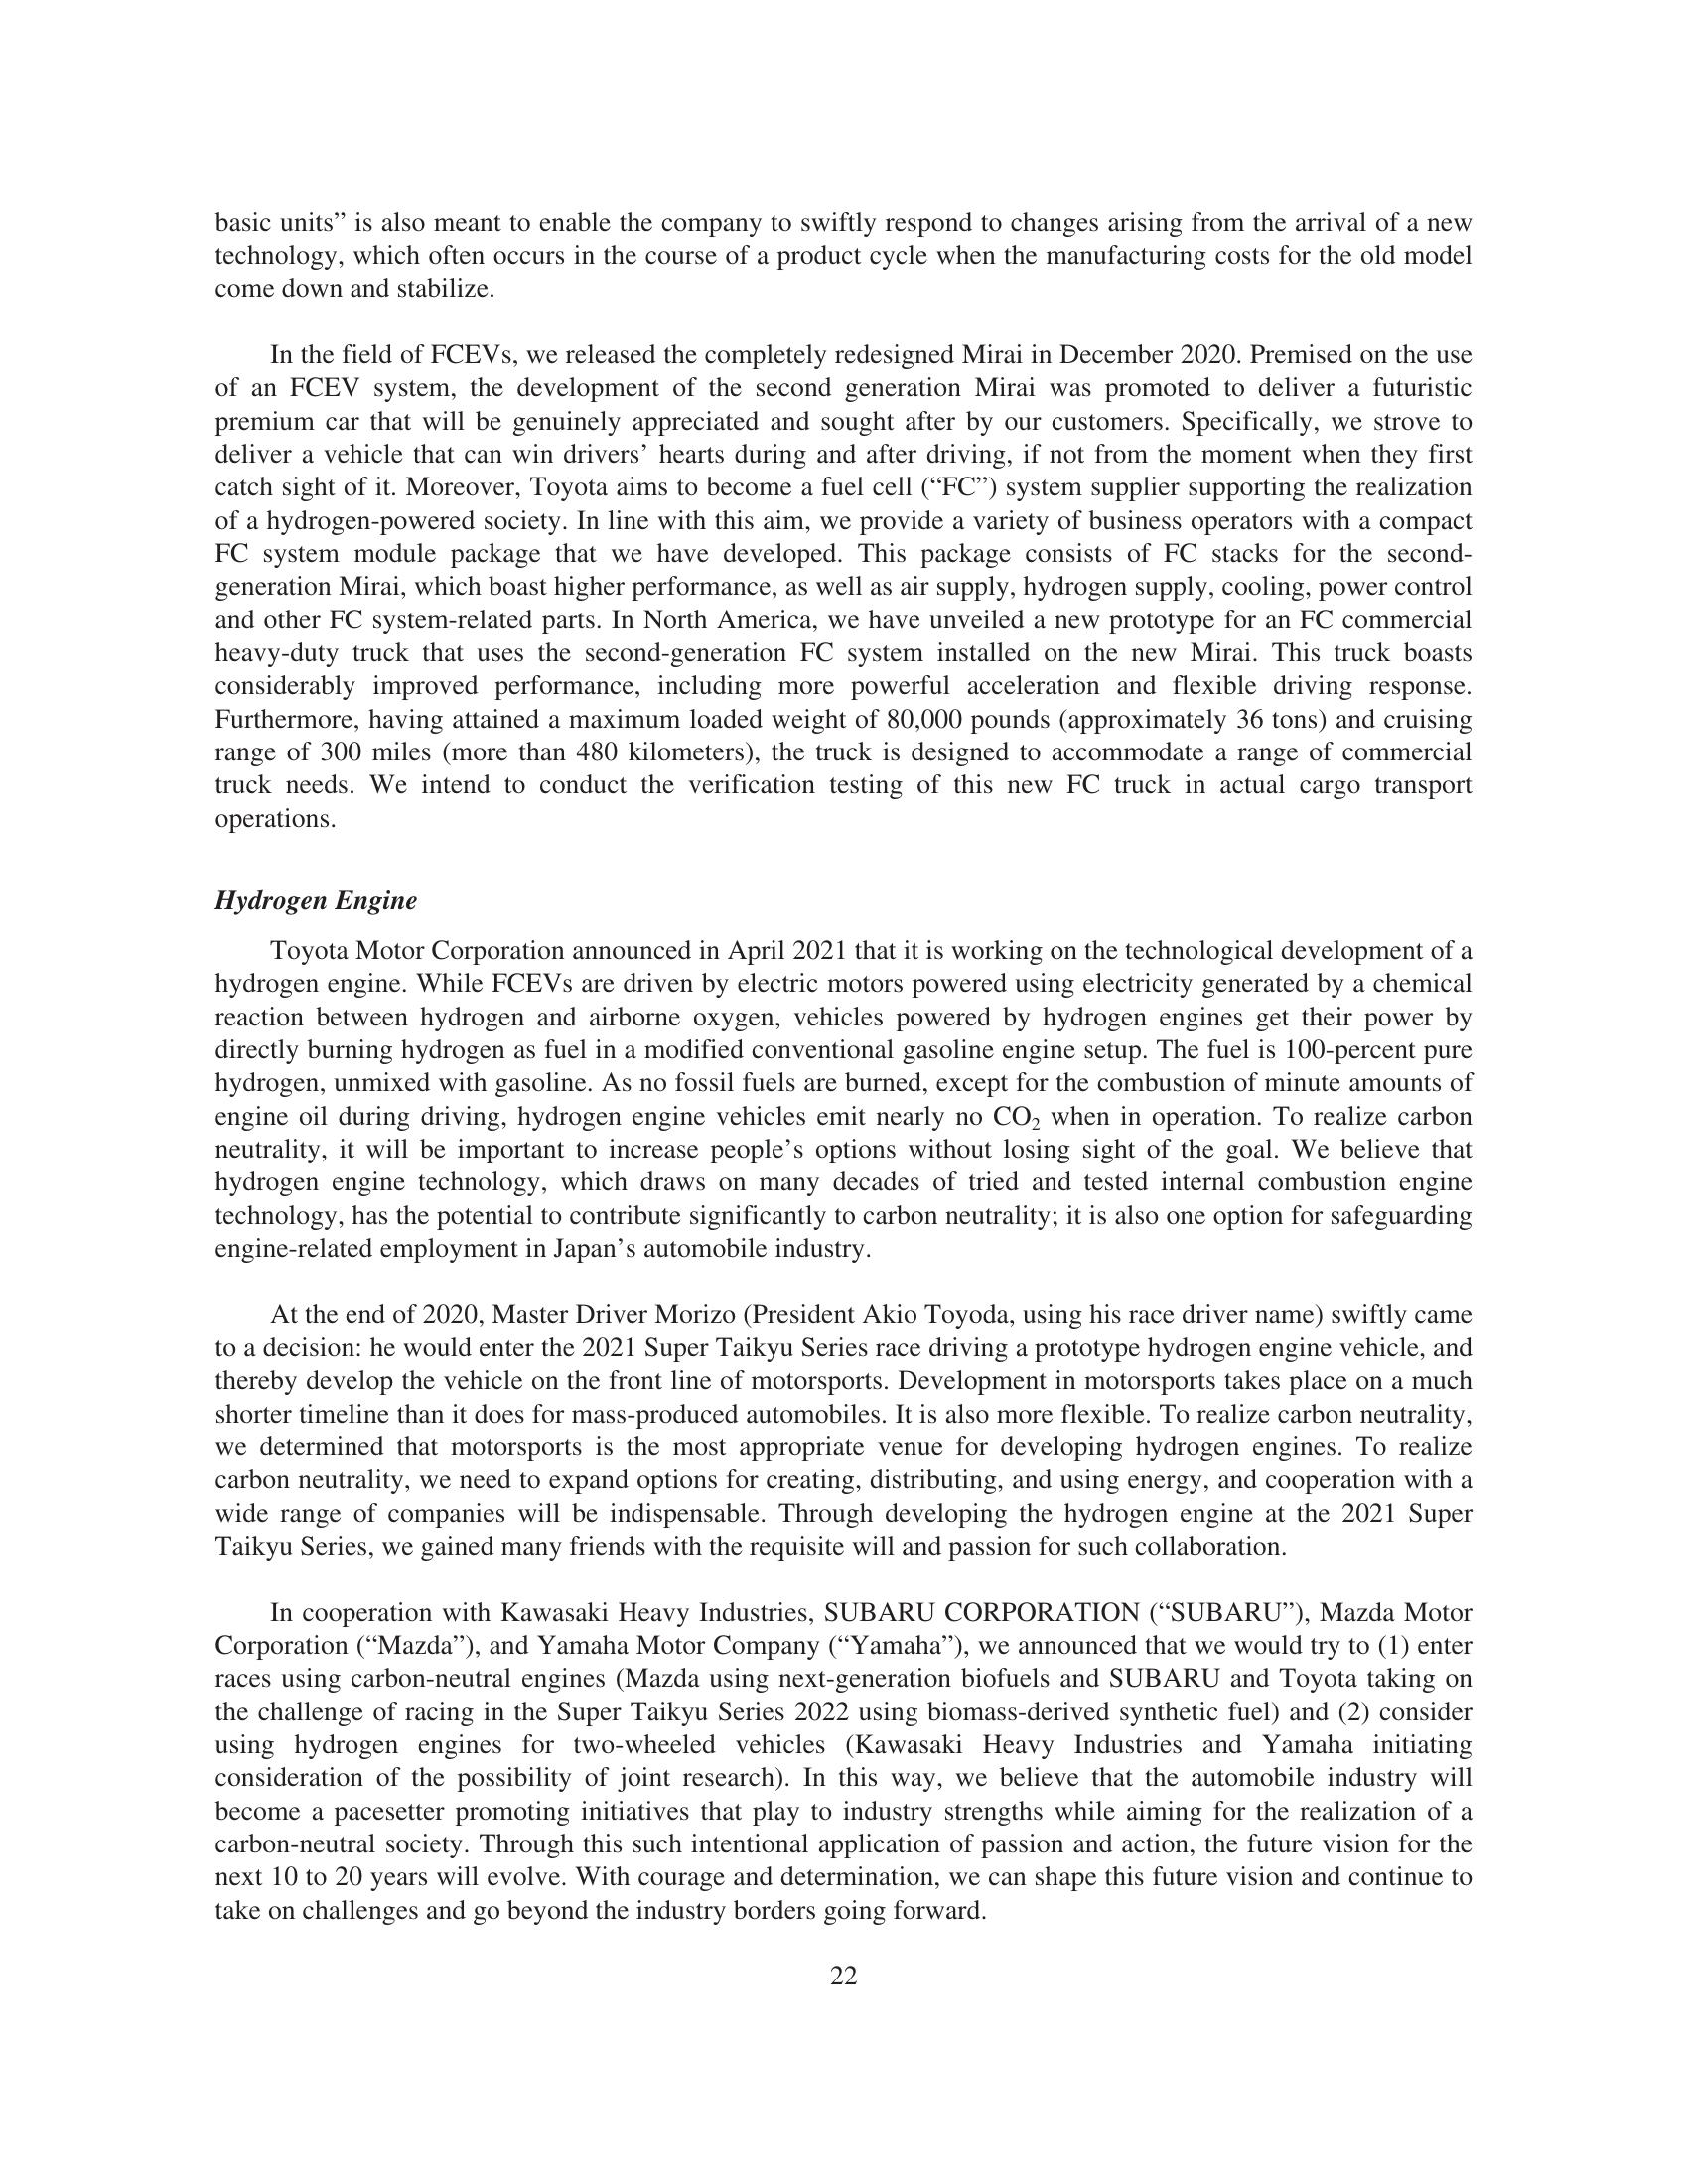 basic units” is also meant to enable the company to swiftly respond to changes arising from the arrival of a new
technology, which often occurs in the course of a product cycle when the manufacturing costs for the old model
come down and stabilize.
In the field of FCEVs, we released the completely redesigned Mirai in December 2020. Premised on the use
of an FCEV system, the development of the second generation Mirai was promoted to deliver a futuristic
premium car that will be genuinely appreciated and sought after by our customers. Specifically, we strove to
deliver a vehicle that can win drivers’ hearts during and after driving, if not from the moment when they first
catch sight of it. Moreover, Toyota aims to become a fuel cell (“FC”) system supplier supporting the realization
of a hydrogen-powered society. In line with this aim, we provide a variety of business operators with a compact
FC system module package that we have developed. This package consists of FC stacks for the second-
generation Mirai, which boast higher performance, as well as air supply, hydrogen supply, cooling, power control
and other FC system-related parts. In North America, we have unveiled a new prototype for an FC commercial
heavy-duty truck that uses the second-generation FC system installed on the new Mirai. This truck boasts
considerably improved performance, including more powerful acceleration and flexible driving response.
Furthermore, having attained a maximum loaded weight of 80,000 pounds (approximately 36 tons) and cruising
range of 300 miles (more than 480 kilometers), the truck is designed to accommodate a range of commercial
truck needs. We intend to conduct the verification testing of this new FC truck in actual cargo transport
operations.
Hydrogen Engine
Toyota Motor Corporation announced in April 2021 that it is working on the technological development of a
hydrogen engine. While FCEVs are driven by electric motors powered using electricity generated by a chemical
reaction between hydrogen and airborne oxygen, vehicles powered by hydrogen engines get their power by
directly burning hydrogen as fuel in a modified conventional gasoline engine setup. The fuel is 100-percent pure
hydrogen, unmixed with gasoline. As no fossil fuels are burned, except for the combustion of minute amounts of
engine oil during driving, hydrogen engine vehicles emit nearly no CO₂ when in operation. To realize carbon
neutrality, it will be important to increase people’s options without losing sight of the goal. We believe that
hydrogen engine technology, which draws on many decades of tried and tested internal combustion engine
technology, has the potential to contribute significantly to carbon neutrality; it is also one option for safeguarding
engine-related employment in Japan’s automobile industry.
At the end of 2020, Master Driver Morizo (President Akio Toyoda, using his race driver name) swiftly came
to a decision: he would enter the 2021 Super Taikyu Series race driving a prototype hydrogen engine vehicle, and
thereby develop the vehicle on the front line of motorsports. Development in motorsports takes place on a much
shorter timeline than it does for mass-produced automobiles. It is also more flexible. To realize carbon neutrality,
we determined that motorsports is the most appropriate venue for developing hydrogen engines. To realize
carbon neutrality, we need to expand options for creating, distributing, and using energy, and cooperation with a
wide range of companies will be indispensable. Through developing the hydrogen engine at the 2021 Super
Taikyu Series, we gained many friends with the requisite will and passion for such collaboration.
In cooperation with Kawasaki Heavy Industries, SUBARU CORPORATION (“SUBARU”), Mazda Motor
Corporation (“Mazda”), and Yamaha Motor Company (“Yamaha”), we announced that we would try to (1) enter
races using carbon-neutral engines (Mazda using next-generation biofuels and SUBARU and Toyota taking on
the challenge of racing in the Super Taikyu Series 2022 using biomass-derived synthetic fuel) and (2) consider
using hydrogen engines for two-wheeled vehicles (Kawasaki Heavy Industries and Yamaha initiating
consideration of the possibility of joint research). In this way, we believe that the automobile industry will
become a pacesetter promoting initiatives that play to industry strengths while aiming for the realization of a
carbon-neutral society. Through this such intentional application of passion and action, the future vision for the
next 10 to 20 years will evolve. With courage and determination, we can shape this future vision and continue to
take on challenges and go beyond the industry borders going forward.
22